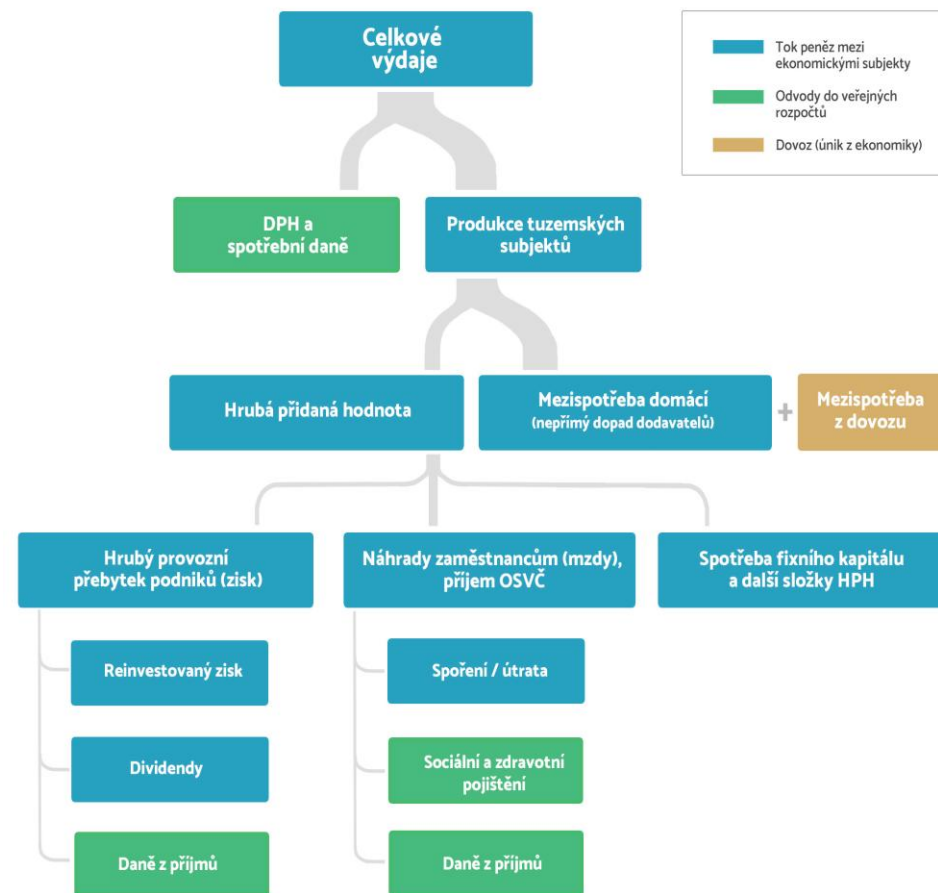 Celkové
výdaje
Tok peněz mezi
ekonomickými subjekty
Odvody do veřejných
rozpočtů
Dovoz (únik z ekonomiky)
DPH a
spotřební daně
Produkce tuzemských
subjektů
Hrubá přidaná hodnota
Mezispotřeba domácí
(nepřímý dopad dodavatelů)
+
Mezispotřeba
z dovozu
Hrubý provozní
přebytek podniků (zisk)
Náhrady zaměstnancům (mzdy),
příjem OSVČ
Spotřeba fixního kapitálu
a další složky HPH
Reinvestovaný zisk
Spoření / útrata
Dividendy
Sociální a zdravotní
pojištění
Daně z příjmů
Daně z příjmů